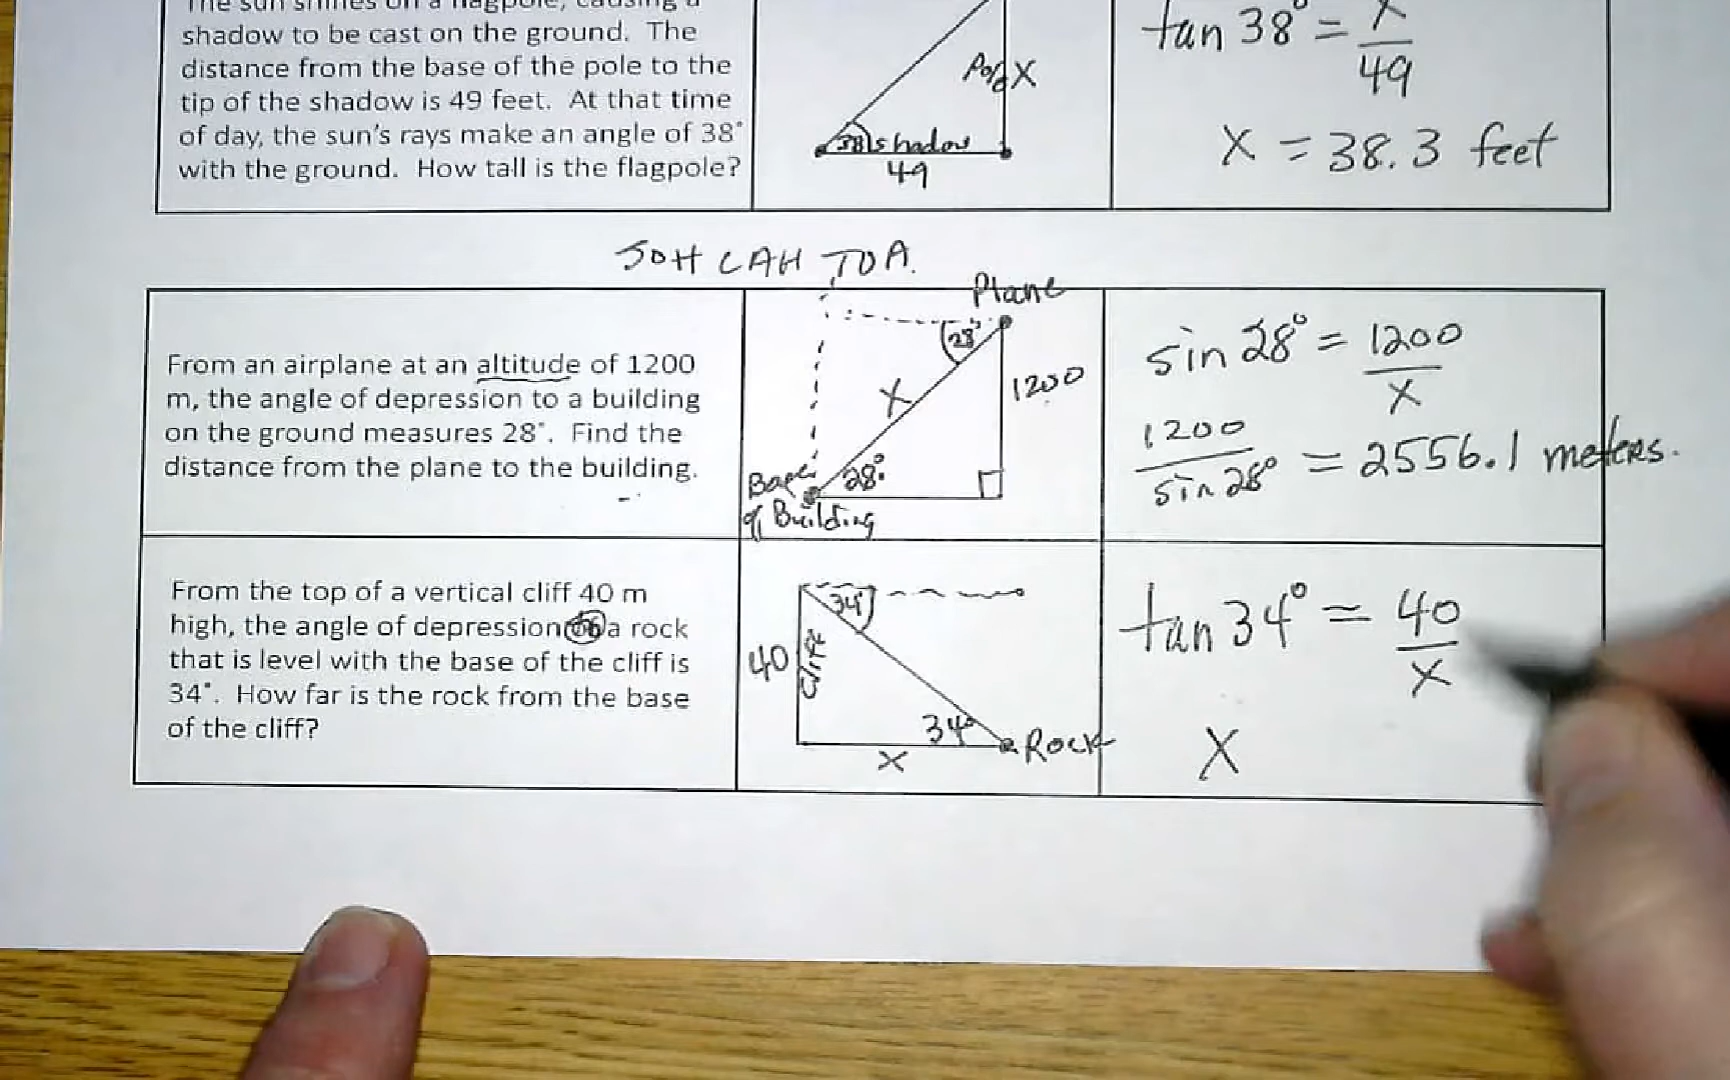 The sun shines on a flagpole, causing a
shadow to be cast on the ground. The
distance from the base of the pole to the
tip of the shadow is 49 feet. At that time
of day, the sun's rays make an angle of 38°
with the ground. How tall is the flagpole?
Pole X
38° shadow
49
tan 38° = x/49
x = 38.3 feet
SOH CAH TOA.
From an airplane at an altitude of 1200
m, the angle of depression to a building
on the ground measures 28°. Find the
distance from the plane to the building.
Plane
28°
X
1200
28°
Base
of Building
sin 28° = 1200/x
1200/sin 28° = 2556.1 meters.
From the top of a vertical cliff 40 m
high, the angle of depression a rock
that is level with the base of the cliff is
34°. How far is the rock from the base
of the cliff?
34°
40
Cliff
34°
Rock
x
tan 34° = 40/x
x